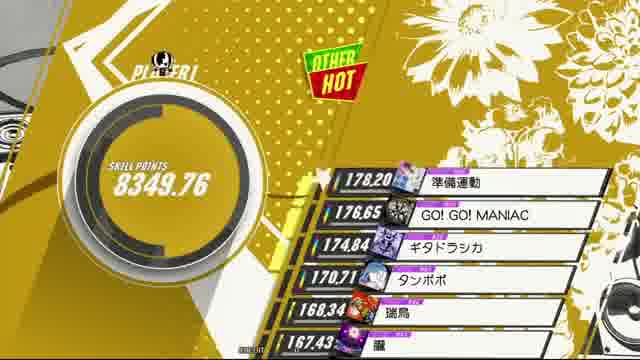 PLAYER1
OTHER
HOT
SKILL POINTS
8349.76
178,20 準備運動
176,65 GO! GO! MANIAC
174,84 ギタドラシカ
170,71 タンポポ
168,34 瑞鳥
167,43 朧